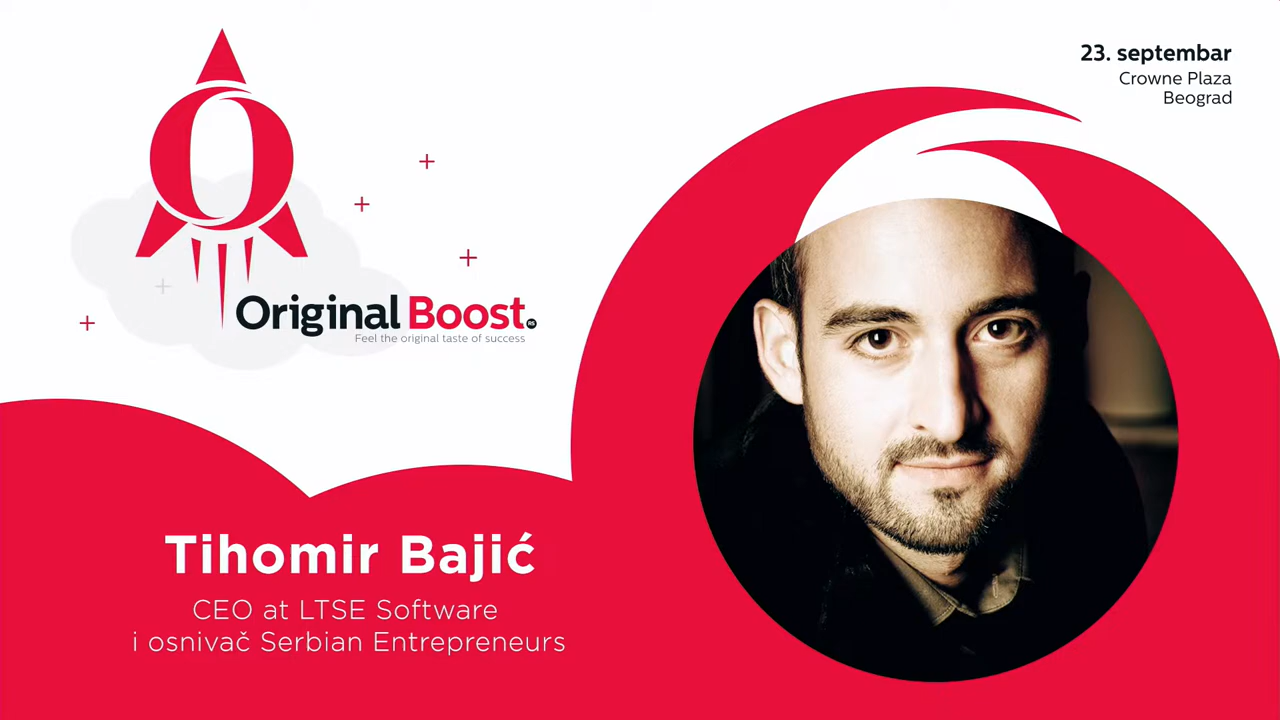 23. septembar
Crowne Plaza
Beograd
Original Boost.RS
Feel the original taste of success
Tihomir Bajić
CEO at LTSE Software
i osnivač Serbian Entrepreneurs